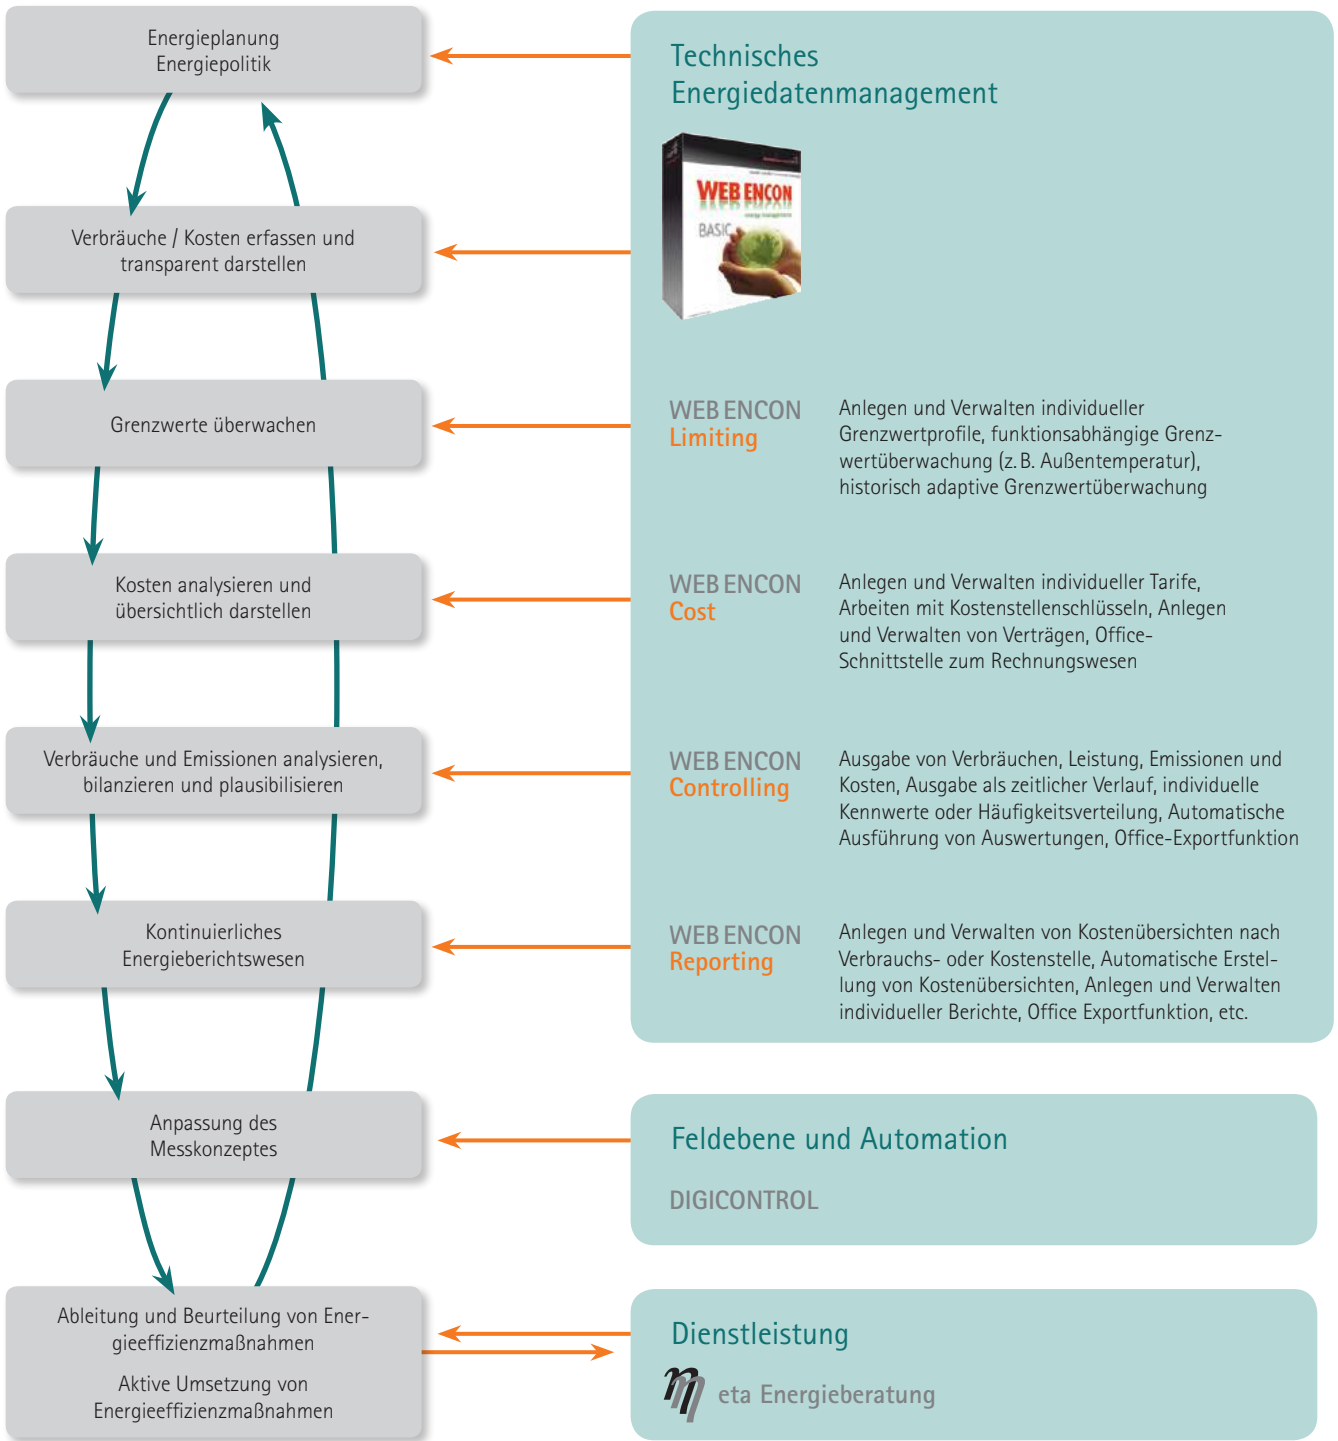 Energieplanung
Energiepolitik
Verbräuche / Kosten erfassen und
transparent darstellen
Grenzwerte überwachen
Kosten analysieren und
übersichtlich darstellen
Verbräuche und Emissionen analysieren,
bilanzieren und plausibilisieren
Kontinuierliches
Energieberichtswesen
Anpassung des
Messkonzeptes
Ableitung und Beurteilung von Ener-
gieeffizienzmaßnahmen
Aktive Umsetzung von
Energieeffizienzmaßnahmen
Technisches
Energiedatenmanagement
WEB ENCON
BASIC
WEB ENCON
Limiting
Anlegen und Verwalten individueller
Grenzwertprofile, funktionsabhängige Grenz-
wertüberwachung (z. B. Außentemperatur),
historisch adaptive Grenzwertüberwachung
WEB ENCON
Cost
Anlegen und Verwalten individueller Tarife,
Arbeiten mit Kostenstellenschlüsseln, Anlegen
und Verwalten von Verträgen, Office-
Schnittstelle zum Rechnungswesen
WEB ENCON
Controlling
Ausgabe von Verbräuchen, Leistung, Emissionen und
Kosten, Ausgabe als zeitlicher Verlauf, individuelle
Kennwerte oder Häufigkeitsverteilung, Automatische
Ausführung von Auswertungen, Office-Exportfunktion
WEB ENCON
Reporting
Anlegen und Verwalten von Kostenübersichten nach
Verbrauchs- oder Kostenstelle, Automatische Erstel-
lung von Kostenübersichten, Anlegen und Verwalten
individueller Berichte, Office Exportfunktion, etc.
Feldebene und Automation
DIGICONTROL
Dienstleistung
eta Energieberatung